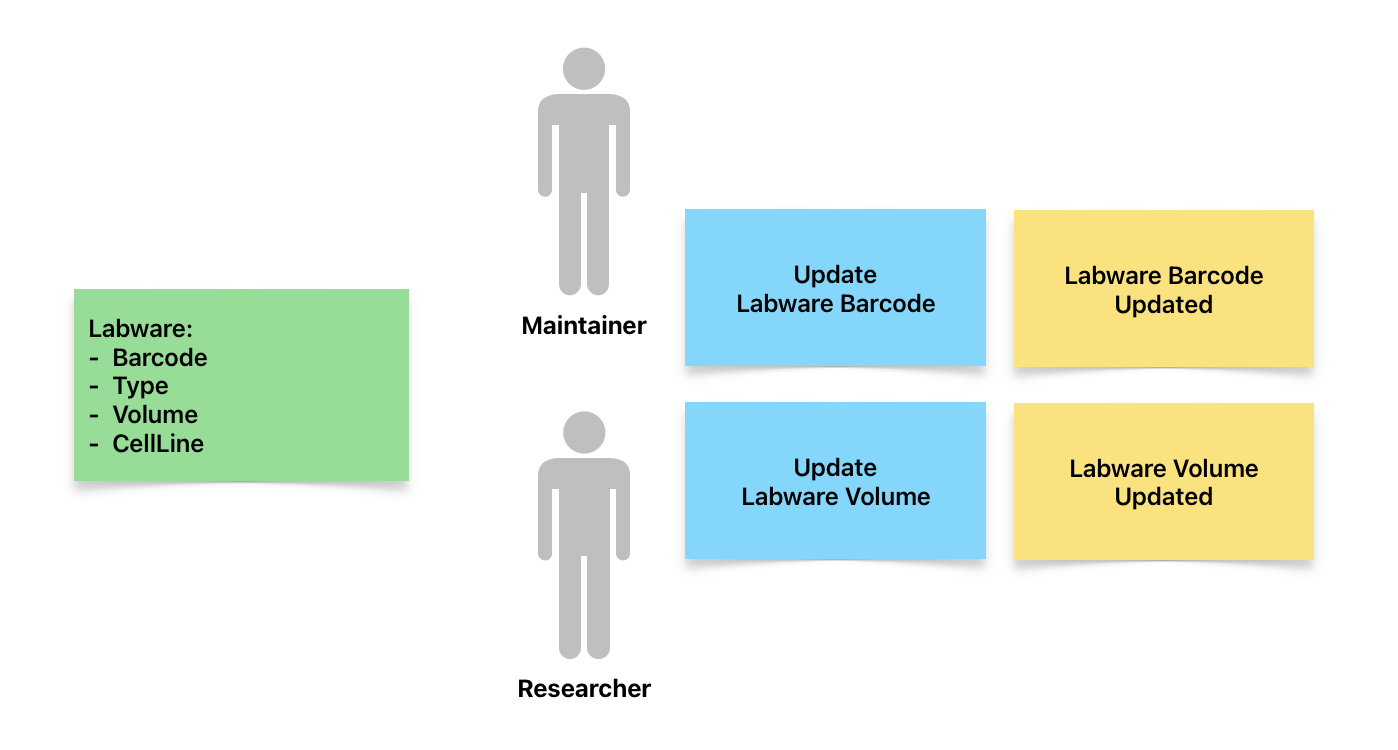 Labware:
- Barcode
- Type
- Volume
- CellLine
Maintainer
Update
Labware Barcode
Labware Barcode
Updated
Researcher
Update
Labware Volume
Labware Volume
Updated